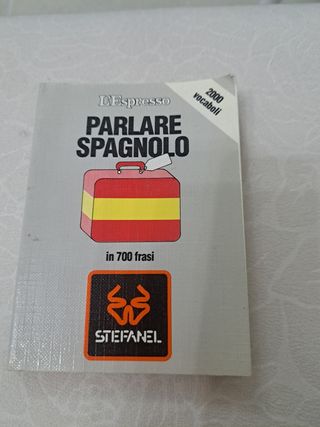 L'Espresso
2000
vocaboli
PARLARE
SPAGNOLO
in 700 frasi
STEFANEL